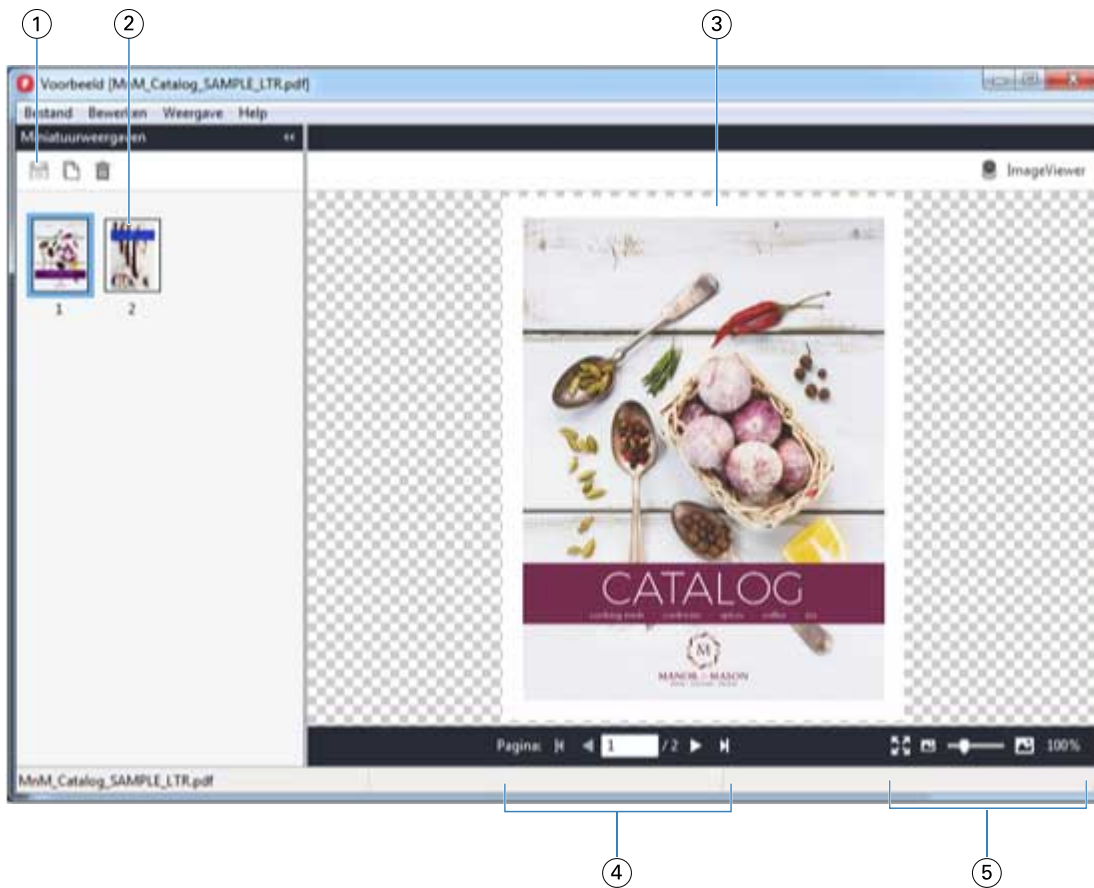 1
2
3
Voorbeeld [MnM_Catalog_SAMPLE_LTR.pdf]
Bestand Bewerken Weergave Help
Miniatuurweergaven
ImageViewer
1
2
CATALOG
MANOR MASON
Pagina: 1 / 2
100%
MnM_Catalog_SAMPLE_LTR.pdf
4
5